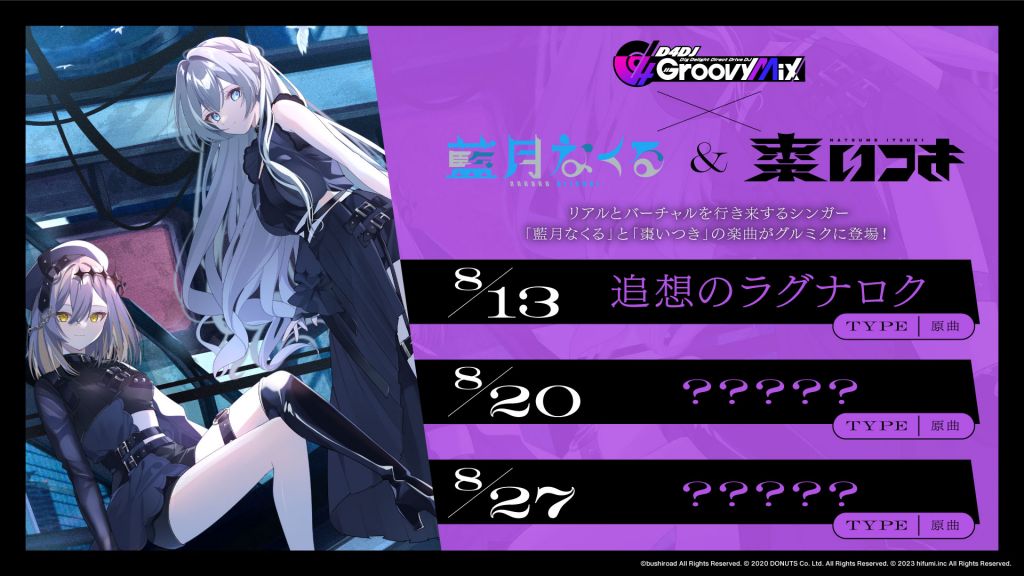 D4DJ
Dig Delight Direct Drive DJ
GROOVYMIX
藍月なくる & 棗いつき
NATSUME ITSUKI
リアルとバーチャルを行き来するシンガー
「藍月なくる」と「棗いつき」の楽曲がグルミクに登場！
8/13 追想のラグナロク
TYPE | 原曲
8/20 ？？？？？
TYPE | 原曲
8/27 ？？？？？
TYPE | 原曲
©bushiroad All Rights Reserved. © 2020 DONUTS Co. Ltd. All Rights Reserved. © 2023 hifumi.inc All Rights Reserved.